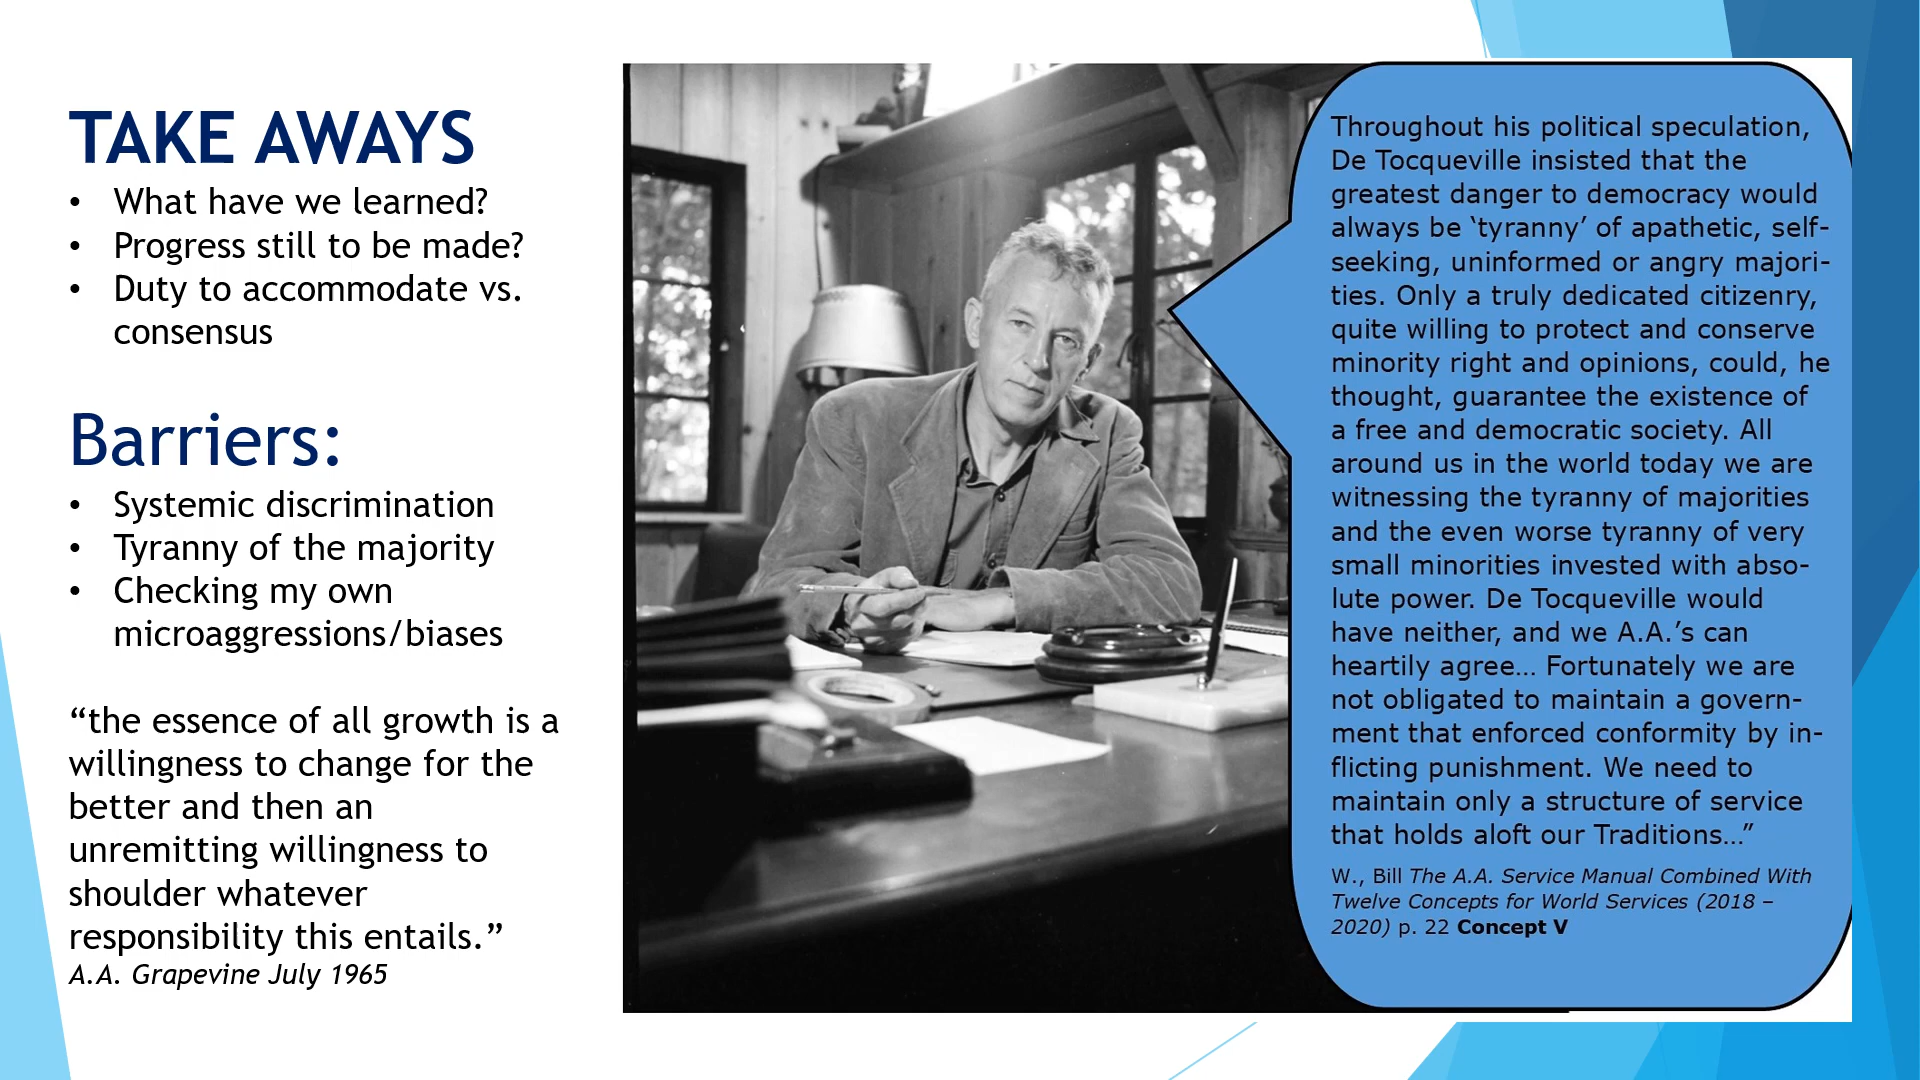 TAKE AWAYS
• What have we learned?
• Progress still to be made?
• Duty to accommodate vs.
consensus
Barriers:
• Systemic discrimination
• Tyranny of the majority
• Checking my own
microaggressions/biases
“the essence of all growth is a
willingness to change for the
better and then an
unremitting willingness to
shoulder whatever
responsibility this entails.”
A.A. Grapevine July 1965
Throughout his political speculation,
De Tocqueville insisted that the
greatest danger to democracy would
always be ‘tyranny’ of apathetic, self-
seeking, uninformed or angry majori-
ties. Only a truly dedicated citizenry,
quite willing to protect and conserve
minority right and opinions, could, he
thought, guarantee the existence of
a free and democratic society. All
around us in the world today we are
witnessing the tyranny of majorities
and the even worse tyranny of very
small minorities invested with abso-
lute power. De Tocqueville would
have neither, and we A.A.’s can
heartily agree… Fortunately we are
not obligated to maintain a govern-
ment that enforced conformity by in-
flicting punishment. We need to
maintain only a structure of service
that holds aloft our Traditions…”
W., Bill The A.A. Service Manual Combined With
Twelve Concepts for World Services (2018 –
2020) p. 22 Concept V